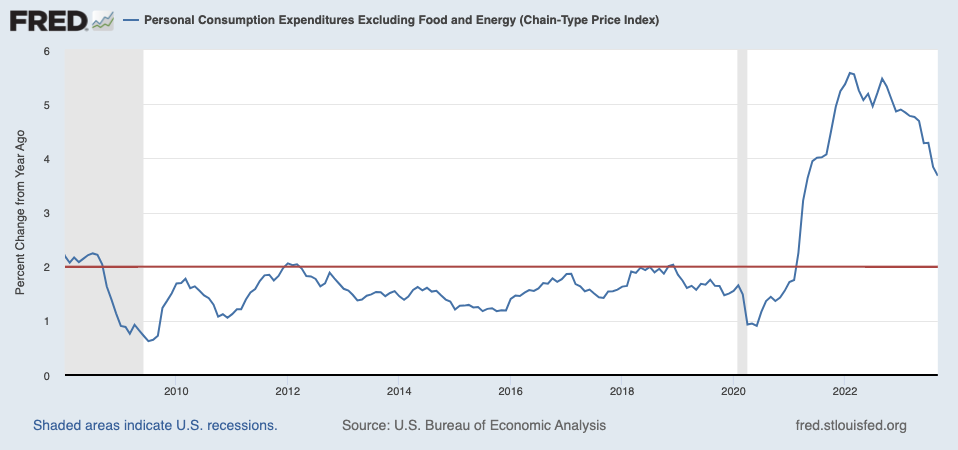 FRED Personal Consumption Expenditures Excluding Food and Energy (Chain-Type Price Index)
Percent Change from Year Ago
6
5
4
3
2
1
0
2010 2012 2014 2016 2018 2020 2022
Shaded areas indicate U.S. recessions. Source: U.S. Bureau of Economic Analysis fred.stlouisfed.org